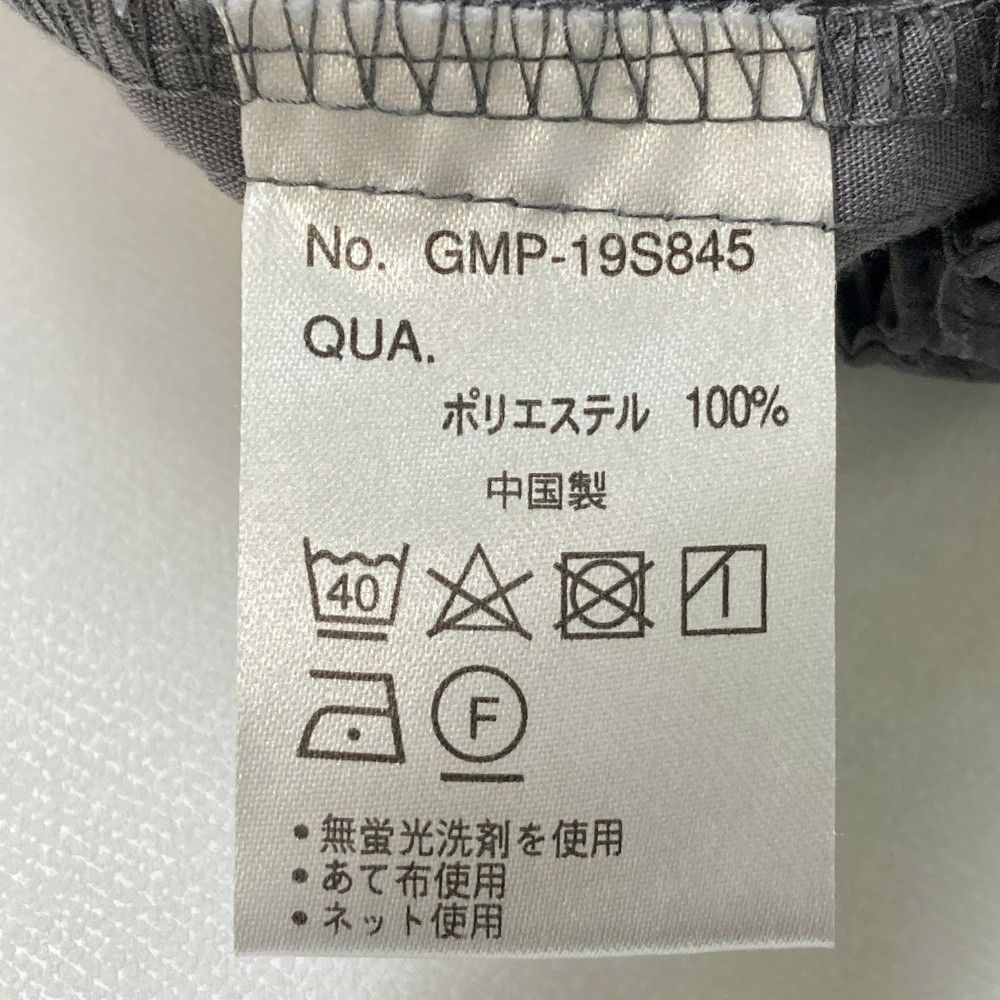 No. GMP-19S845
QUA.
ポリエステル 100%
中国製
40
F
・無蛍光洗剤を使用
・あて布使用
・ネット使用